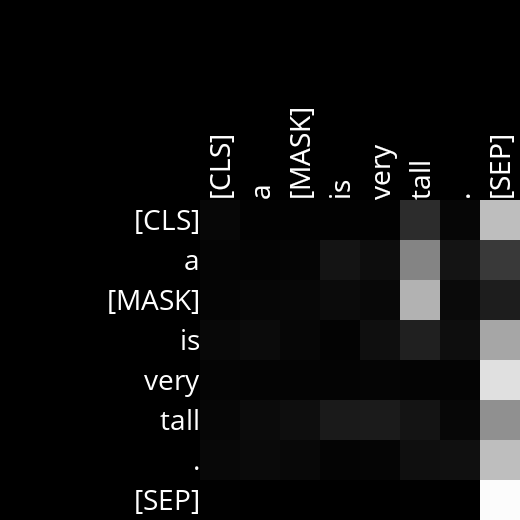 [CLS] a [MASK] is very tall . [SEP]
[CLS]
a
[MASK]
is
very
tall
.
[SEP]